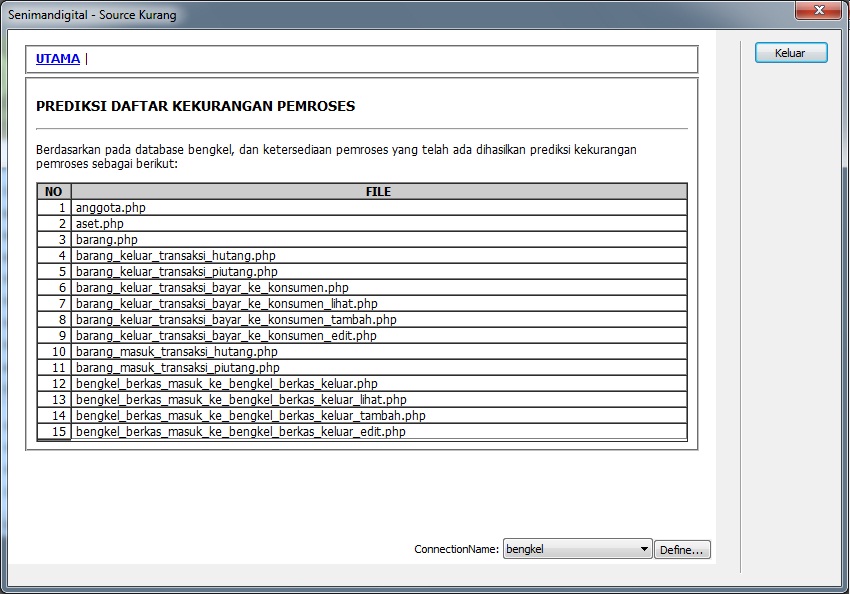 Senimandigital - Source Kurang
Keluar
UTAMA |
PREDIKSI DAFTAR KEKURANGAN PEMROSES
Berdasarkan pada database bengkel, dan ketersediaan pemroses yang telah ada dihasilkan prediksi kekurangan
pemroses sebagai berikut:
NO FILE
1 anggota.php
2 aset.php
3 barang.php
4 barang_keluar_transaksi_hutang.php
5 barang_keluar_transaksi_piutang.php
6 barang_keluar_transaksi_bayar_ke_konsumen.php
7 barang_keluar_transaksi_bayar_ke_konsumen_lihat.php
8 barang_keluar_transaksi_bayar_ke_konsumen_tambah.php
9 barang_keluar_transaksi_bayar_ke_konsumen_edit.php
10 barang_masuk_transaksi_hutang.php
11 barang_masuk_transaksi_piutang.php
12 bengkel_berkas_masuk_ke_bengkel_berkas_keluar.php
13 bengkel_berkas_masuk_ke_bengkel_berkas_keluar_lihat.php
14 bengkel_berkas_masuk_ke_bengkel_berkas_keluar_tambah.php
15 bengkel_berkas_masuk_ke_bengkel_berkas_keluar_edit.php
ConnectionName: bengkel Define...